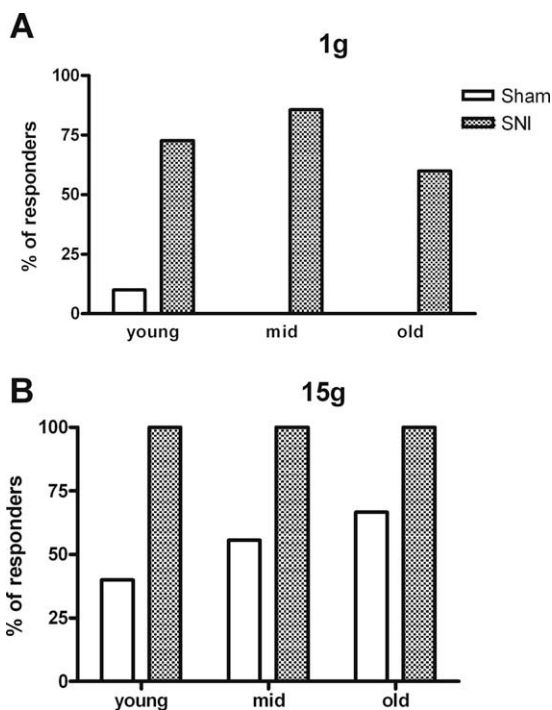 A
1g
% of responders
100
75
50
25
0
young mid old
Sham
SNI
B
15g
% of responders
100
75
50
25
0
young mid old